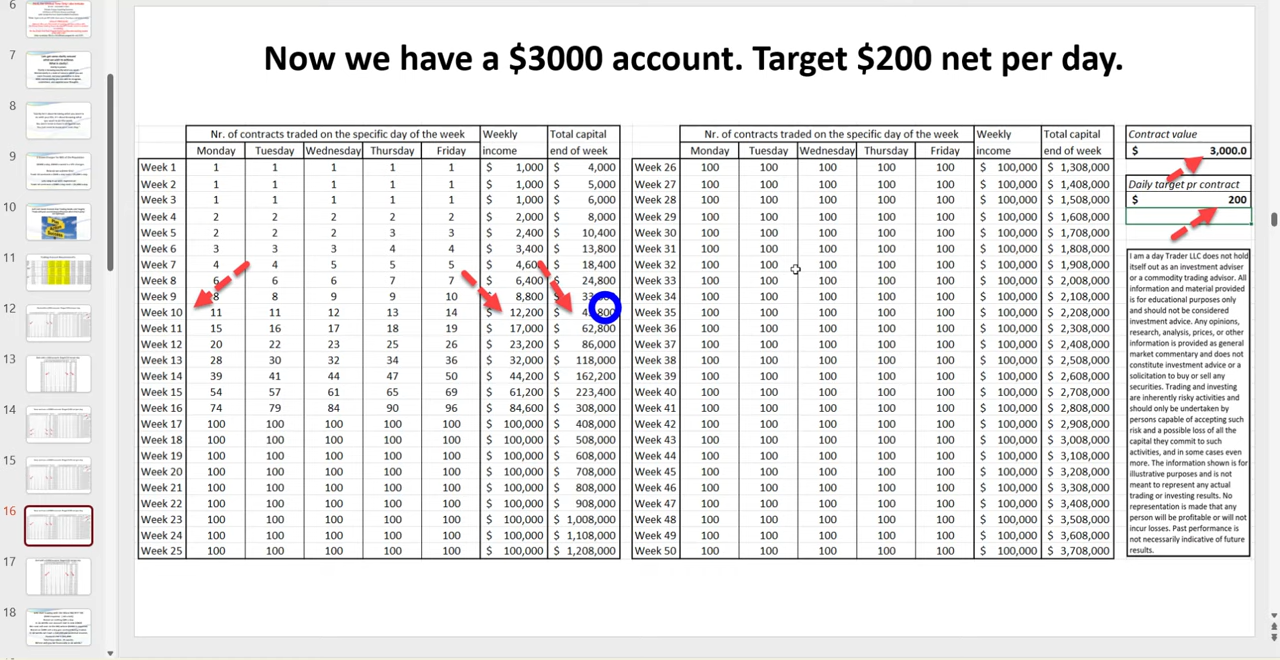 Now we have a $3000 account. Target $200 net per day.
Nr. of contracts traded on the specific day of the week Weekly Total capital
Monday Tuesday Wednesday Thursday Friday income end of week
Week 1 1 1 1 1 1 $ 1,000 $ 4,000
Week 2 1 1 1 1 1 $ 1,000 $ 5,000
Week 3 1 1 1 1 1 $ 1,000 $ 6,000
Week 4 2 2 2 2 2 $ 2,000 $ 8,000
Week 5 2 2 2 3 3 $ 2,400 $ 10,400
Week 6 3 3 3 4 4 $ 3,400 $ 13,800
Week 7 4 4 5 5 5 $ 4,600 $ 18,400
Week 8 6 6 6 7 7 $ 6,400 $ 24,800
Week 9 8 8 9 9 10 $ 8,800 $
Week 10 11 11 12 13 14 $ 12,200 $
Week 11 15 16 17 18 19 $ 17,000 $ 62,800
Week 12 20 22 23 25 $ 23,200 $ 86,000
Week 13 28 30 32 34 36 $ 32,000 $ 118,000
Week 14 39 41 44 47 50 $ 44,200 $ 162,200
Week 15 54 57 61 65 69 $ 61,200 $ 223,400
Week 16 74 79 84 90 96 $ 84,600 $ 308,000
Week 17 100 100 100 100 100 $ 100,000 $ 408,000
Week 18 100 100 100 100 100 $ 100,000 $ 508,000
Week 19 100 100 100 100 100 $ 100,000 $ 608,000
Week 20 100 100 100 100 100 $ 100,000 $ 708,000
Week 21 100 100 100 100 100 $ 100,000 $ 808,000
Week 22 100 100 100 100 100 $ 100,000 $ 908,000
Week 23 100 100 100 100 100 $ 100,000 $ 1,008,000
Week 24 100 100 100 100 100 $ 100,000 $ 1,108,000
Week 25 100 100 100 100 100 $ 100,000 $ 1,208,000
Nr. of contracts traded on the specific day of the week Weekly Total capital
Monday Tuesday Wednesday Thursday Friday income end of week
Week 26 100 100 100 100 100 $ 100,000 $ 1,308,000
Week 27 100 100 100 100 100 $ 100,000 $ 1,408,000
Week 28 100 100 100 100 100 $ 100,000 $ 1,508,000
Week 29 100 100 100 100 100 $ 100,000 $ 1,608,000
Week 30 100 100 100 100 100 $ 100,000 $ 1,708,000
Week 31 100 100 100 100 100 $ 100,000 $ 1,808,000
Week 32 100 100 100 100 100 $ 100,000 $ 1,908,000
Week 33 100 100 100 100 100 $ 100,000 $ 2,008,000
Week 34 100 100 100 100 100 $ 100,000 $ 2,108,000
Week 35 100 100 100 100 100 $ 100,000 $ 2,208,000
Week 36 100 100 100 100 100 $ 100,000 $ 2,308,000
Week 37 100 100 100 100 100 $ 100,000 $ 2,408,000
Week 38 100 100 100 100 100 $ 100,000 $ 2,508,000
Week 39 100 100 100 100 100 $ 100,000 $ 2,608,000
Week 40 100 100 100 100 100 $ 100,000 $ 2,708,000
Week 41 100 100 100 100 100 $ 100,000 $ 2,808,000
Week 42 100 100 100 100 100 $ 100,000 $ 2,908,000
Week 43 100 100 100 100 100 $ 100,000 $ 3,008,000
Week 44 100 100 100 100 100 $ 100,000 $ 3,108,000
Week 45 100 100 100 100 100 $ 100,000 $ 3,208,000
Week 46 100 100 100 100 100 $ 100,000 $ 3,308,000
Week 47 100 100 100 100 100 $ 100,000 $ 3,408,000
Week 48 100 100 100 100 100 $ 100,000 $ 3,508,000
Week 49 100 100 100 100 100 $ 100,000 $ 3,608,000
Week 50 100 100 100 100 100 $ 100,000 $ 3,708,000
Contract value
$ 3,000.0
Daily target pr contract
$ 200
I am a day Trader LLC does not hold
itself out as an investment adviser
or a commodity trading advisor. All
information and material provided
is for educational purposes only
and should not be considered
investment advice. Any opinions,
research, analysis, prices, or other
information is provided as general
market commentary and does not
constitute investment advice or a
solicitation to buy or sell any
securities. Trading and investing
are inherently risky activities and
should only be undertaken by
persons capable of accepting such
risk and a possible loss of all the
capital they commit to such
activities, and in some cases even
more. The information shown is for
illustrative purposes and is not
meant to represent any actual
trading or investing results. No
representation is made that any
person will be profitable or will not
incur losses. Past performance is
not necessarily indicative of future
results.
6
7
8
9
10
11
12
13
14
15
16
17
18